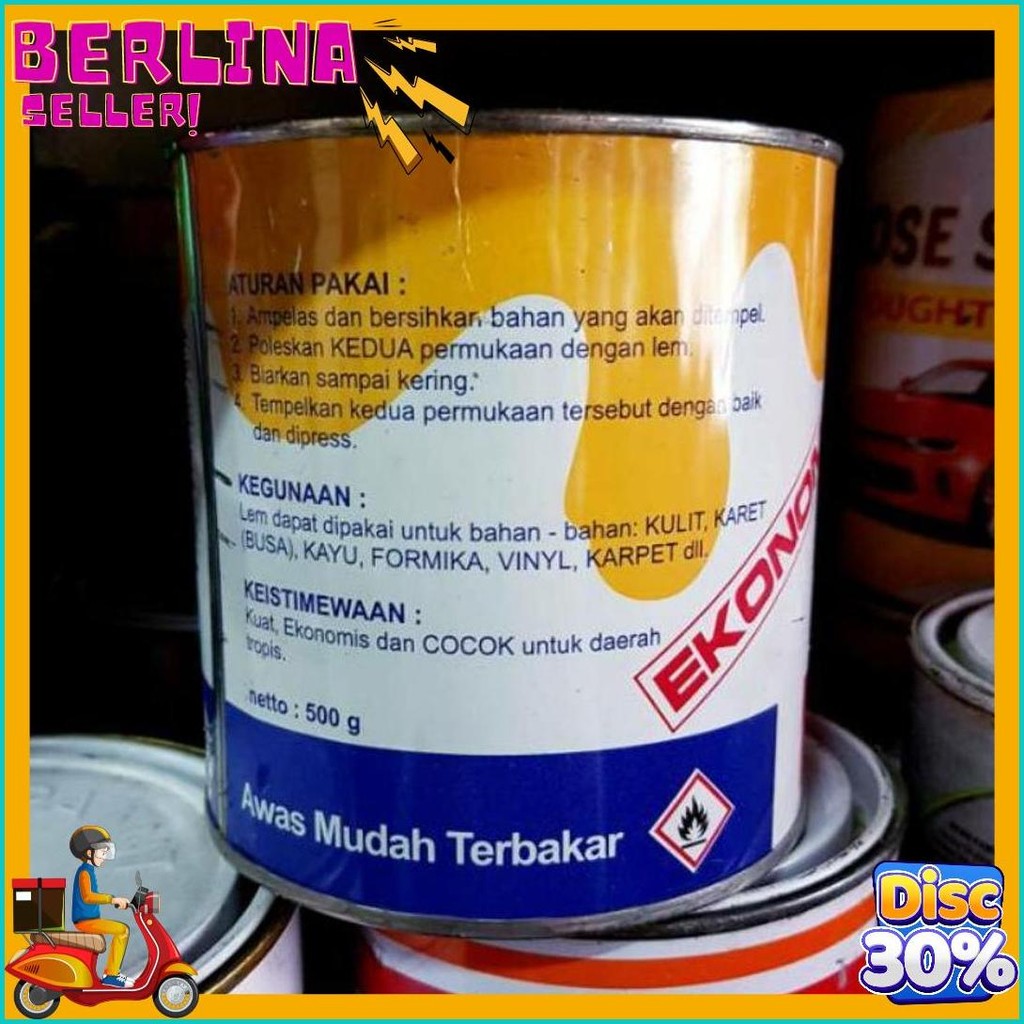 BERLINA
SELLER!
ATURAN PAKAI :
1. Ampelas dan bersihkan bahan yang akan ditempel.
2. Poleskan KEDUA permukaan dengan lem.
3. Biarkan sampai kering.
4. Tempelkan kedua permukaan tersebut dengan baik
dan dipress.
KEGUNAAN :
Lem dapat dipakai untuk bahan - bahan: KULIT, KARET
(BUSA), KAYU, FORMIKA, VINYL, KARPET dll.
KEISTIMEWAAN :
Kuat, Ekonomis dan COCOK untuk daerah
tropis.
netto : 500 g
EKONOM
Awas Mudah Terbakar
OSE S
OUGHT
Disc
30%